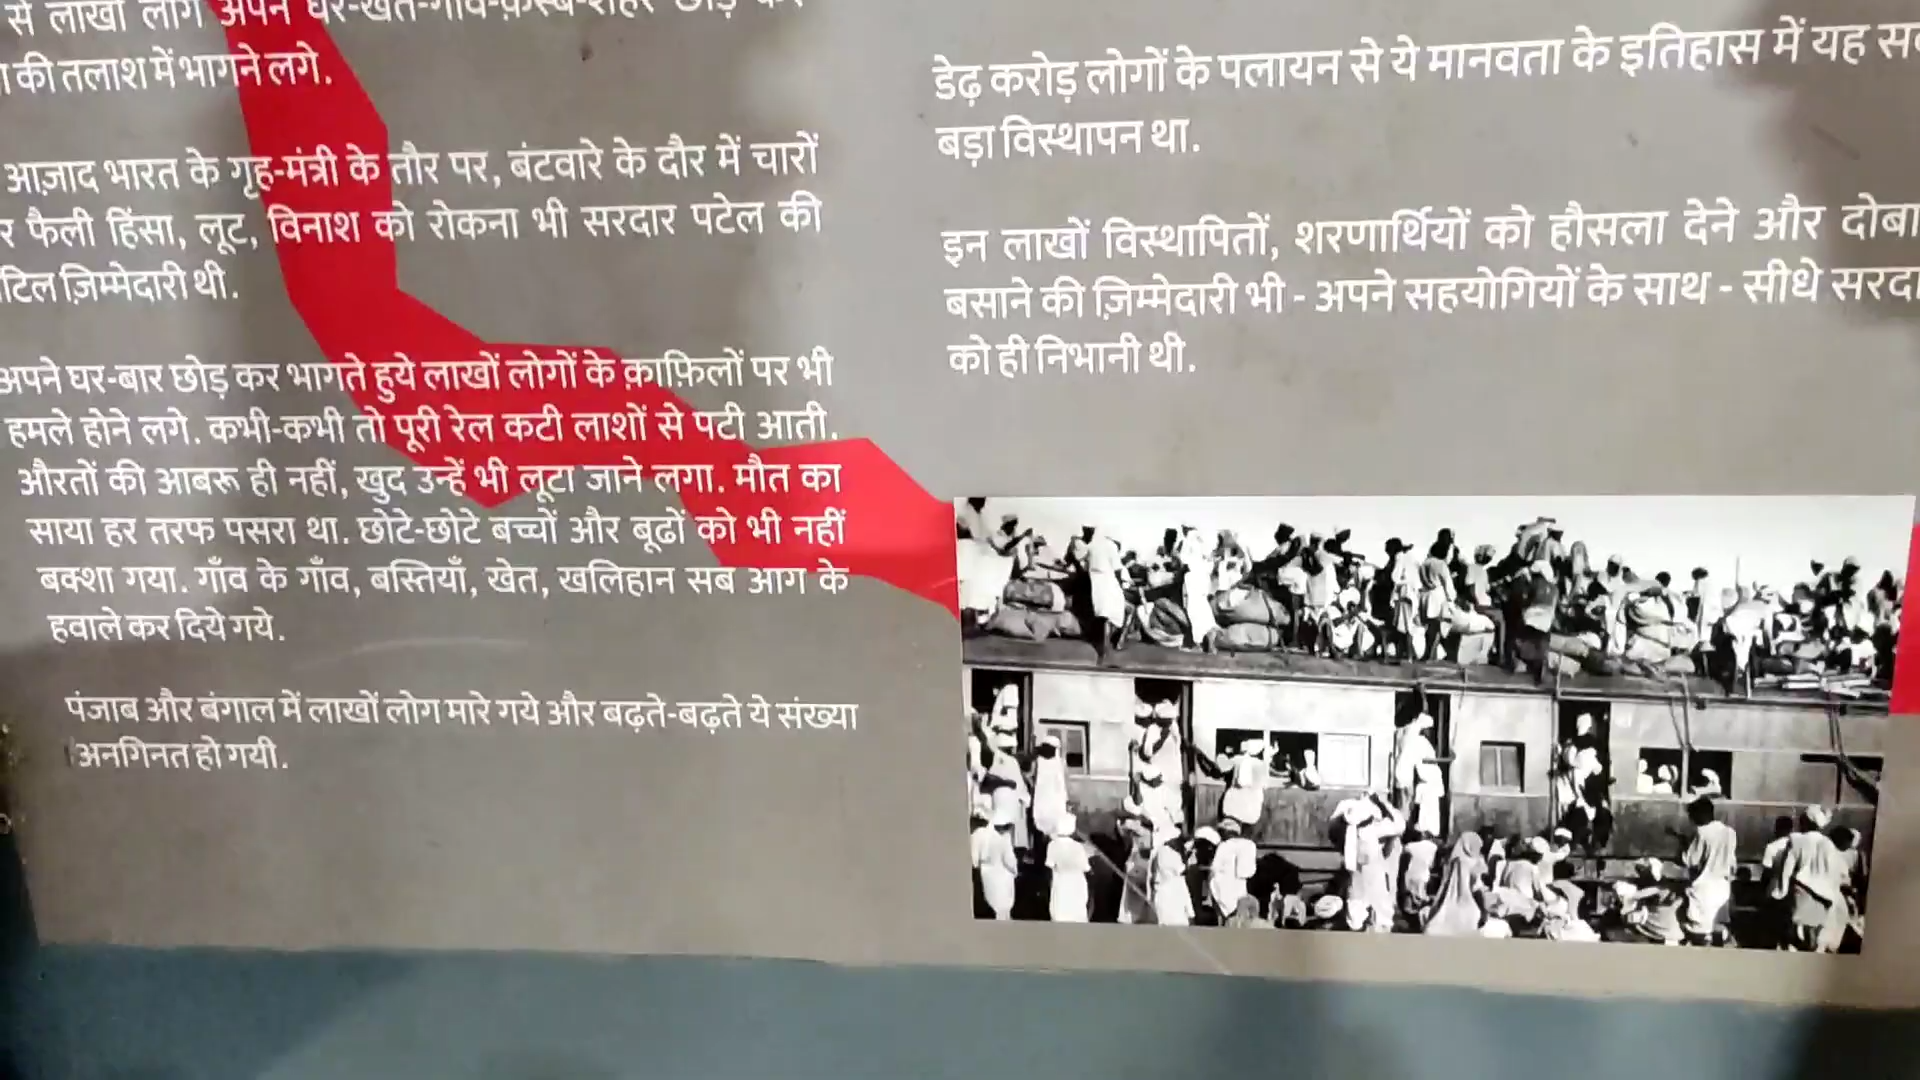 से लाखों लोग अपने घर-खेत-गाँव-क़स्बे-शहर छोड़ कर
की तलाश में भागने लगे.
आज़ाद भारत के गृह-मंत्री के तौर पर, बंटवारे के दौर में चारों
फैली हिंसा, लूट, विनाश को रोकना भी सरदार पटेल की
ज़िम्मेदारी थी.
अपने घर-बार छोड़ कर भागते हुये लाखों लोगों के क़ाफ़िलों पर भी
हमले होने लगे. कभी-कभी तो पूरी रेल कटी लाशों से पटी आती.
औरतों की आबरू ही नहीं, खुद उन्हें भी लूटा जाने लगा. मौत का
साया हर तरफ पसरा था. छोटे-छोटे बच्चों और बूढों को भी नहीं
बक्शा गया. गाँव के गाँव, बस्तियाँ, खेत, खलिहान सब आग के
हवाले कर दिये गये.
पंजाब और बंगाल में लाखों लोग मारे गये और बढ़ते-बढ़ते ये संख्या
अनगिनत हो गयी.
डेढ़ करोड़ लोगों के पलायन से ये मानवता के इतिहास में यह
बड़ा विस्थापन था.
इन लाखों विस्थापितों, शरणार्थियों को हौसला देने और
बसाने की ज़िम्मेदारी भी - अपने सहयोगियों के साथ - सीधे
को ही निभानी थी.